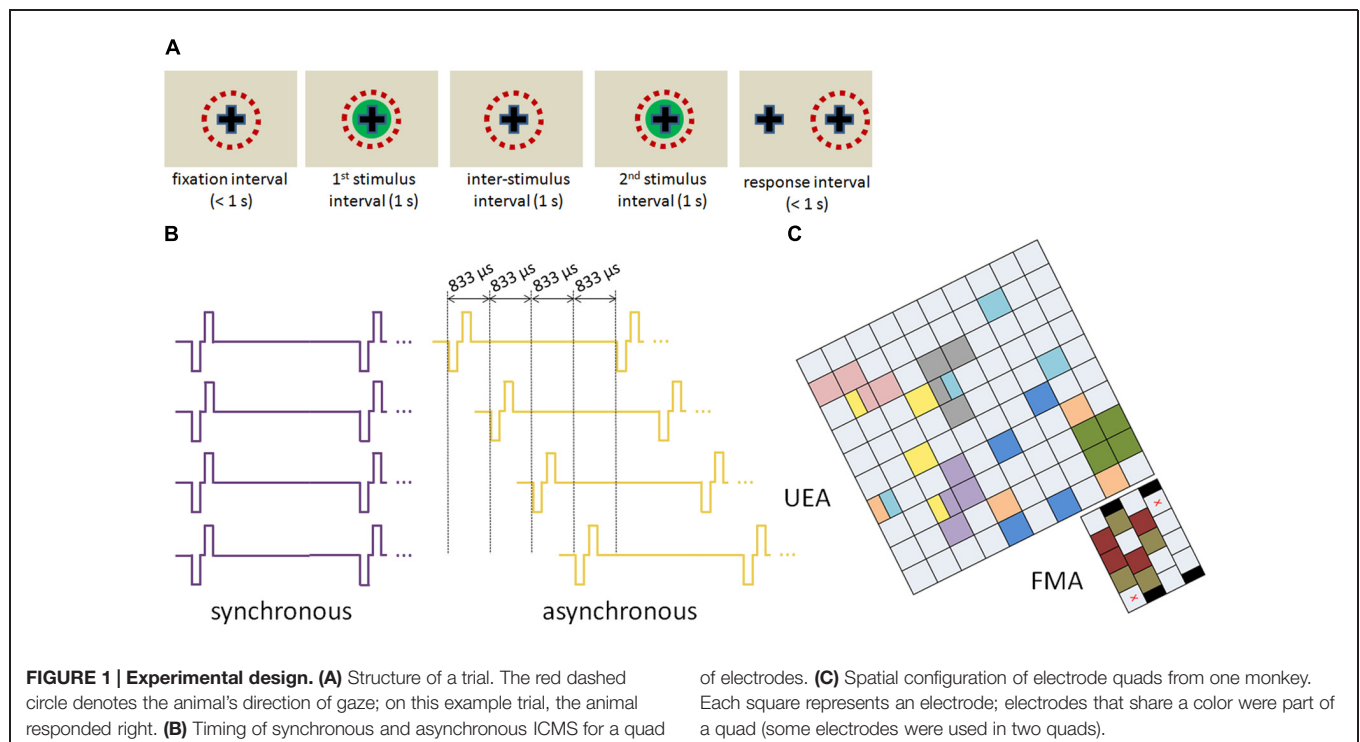 A
fixation interval
(< 1 s)
1st stimulus
interval (1 s)
inter-stimulus
interval (1 s)
2nd stimulus
interval (1 s)
response interval
(< 1 s)
B
833 µs
833 µs
833 µs
833 µs
...
...
...
...
...
...
...
...
synchronous
asynchronous
C
UEA
FMA
x
x
FIGURE 1 | Experimental design. (A) Structure of a trial. The red dashed
circle denotes the animal's direction of gaze; on this example trial, the animal
responded right. (B) Timing of synchronous and asynchronous ICMS for a quad
of electrodes. (C) Spatial configuration of electrode quads from one monkey.
Each square represents an electrode; electrodes that share a color were part of
a quad (some electrodes were used in two quads).